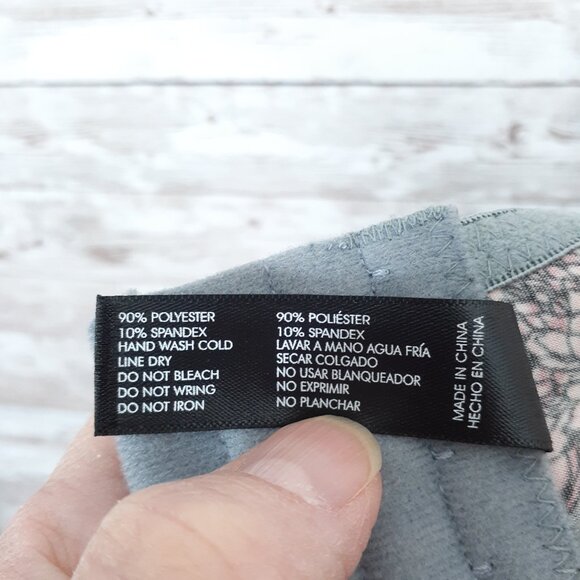 90% POLYESTER
10% SPANDEX
HAND WASH COLD
LINE DRY
DO NOT BLEACH
DO NOT WRING
DO NOT IRON
90% POLIÉSTER
10% SPANDEX
LAVAR A MANO AGUA FRÍA
SECAR COLGADO
NO USAR BLANQUEADOR
NO EXPRIMIR
NO PLANCHAR
MADE IN CHINA
HECHO EN CHINA